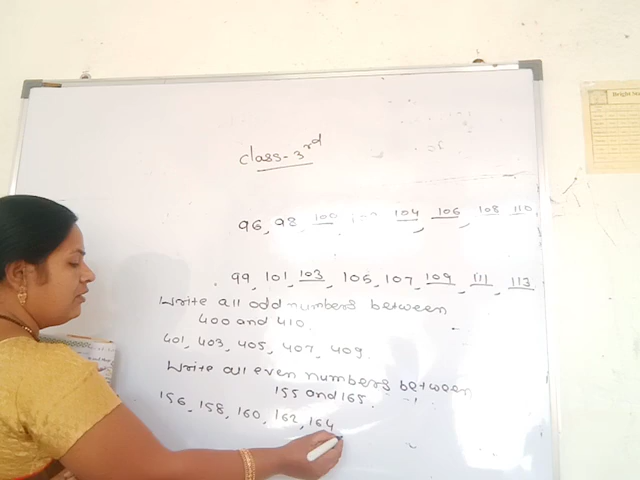 Class-3rd
96, 98, 100, 104, 106, 108 110
99, 101, 103, 105, 107, 109, 111, 113
Write all odd numbers between
400 and 410.
401, 403, 405, 407, 409.
Write all even numbers between
155 and 165.
156, 158, 160, 162, 164
Bright